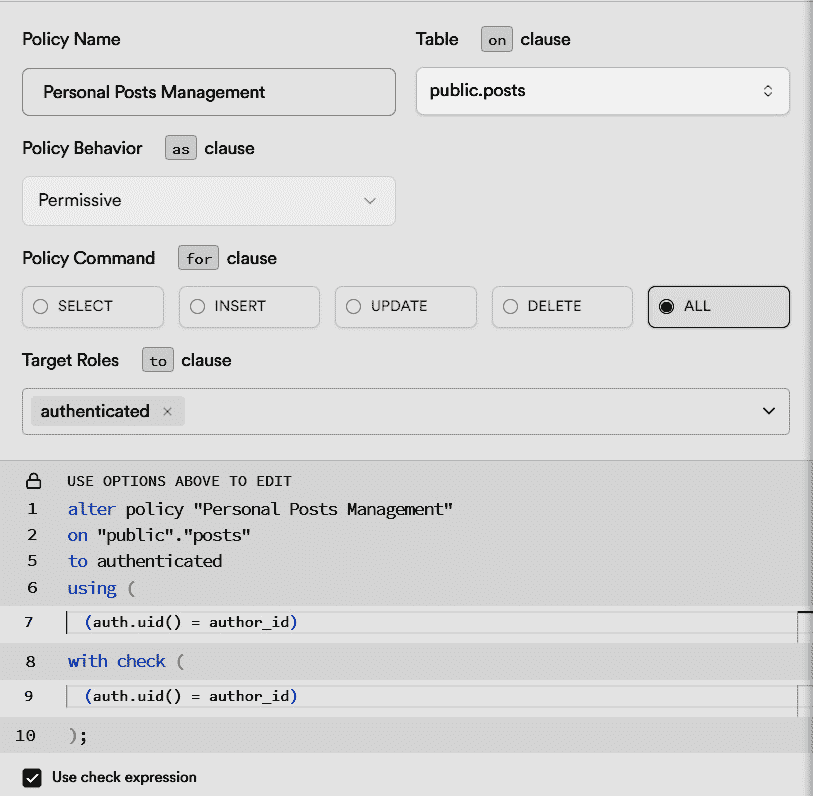 Policy Name
Table on clause
Personal Posts Management
public.posts
Policy Behavior as clause
Permissive
Policy Command for clause
SELECT INSERT UPDATE DELETE ALL
Target Roles to clause
authenticated ×
USE OPTIONS ABOVE TO EDIT
1 alter policy "Personal Posts Management"
2 on "public"."posts"
5 to authenticated
6 using (
7 (auth.uid() = author_id)
8 with check (
9 (auth.uid() = author_id)
10 );
Use check expression